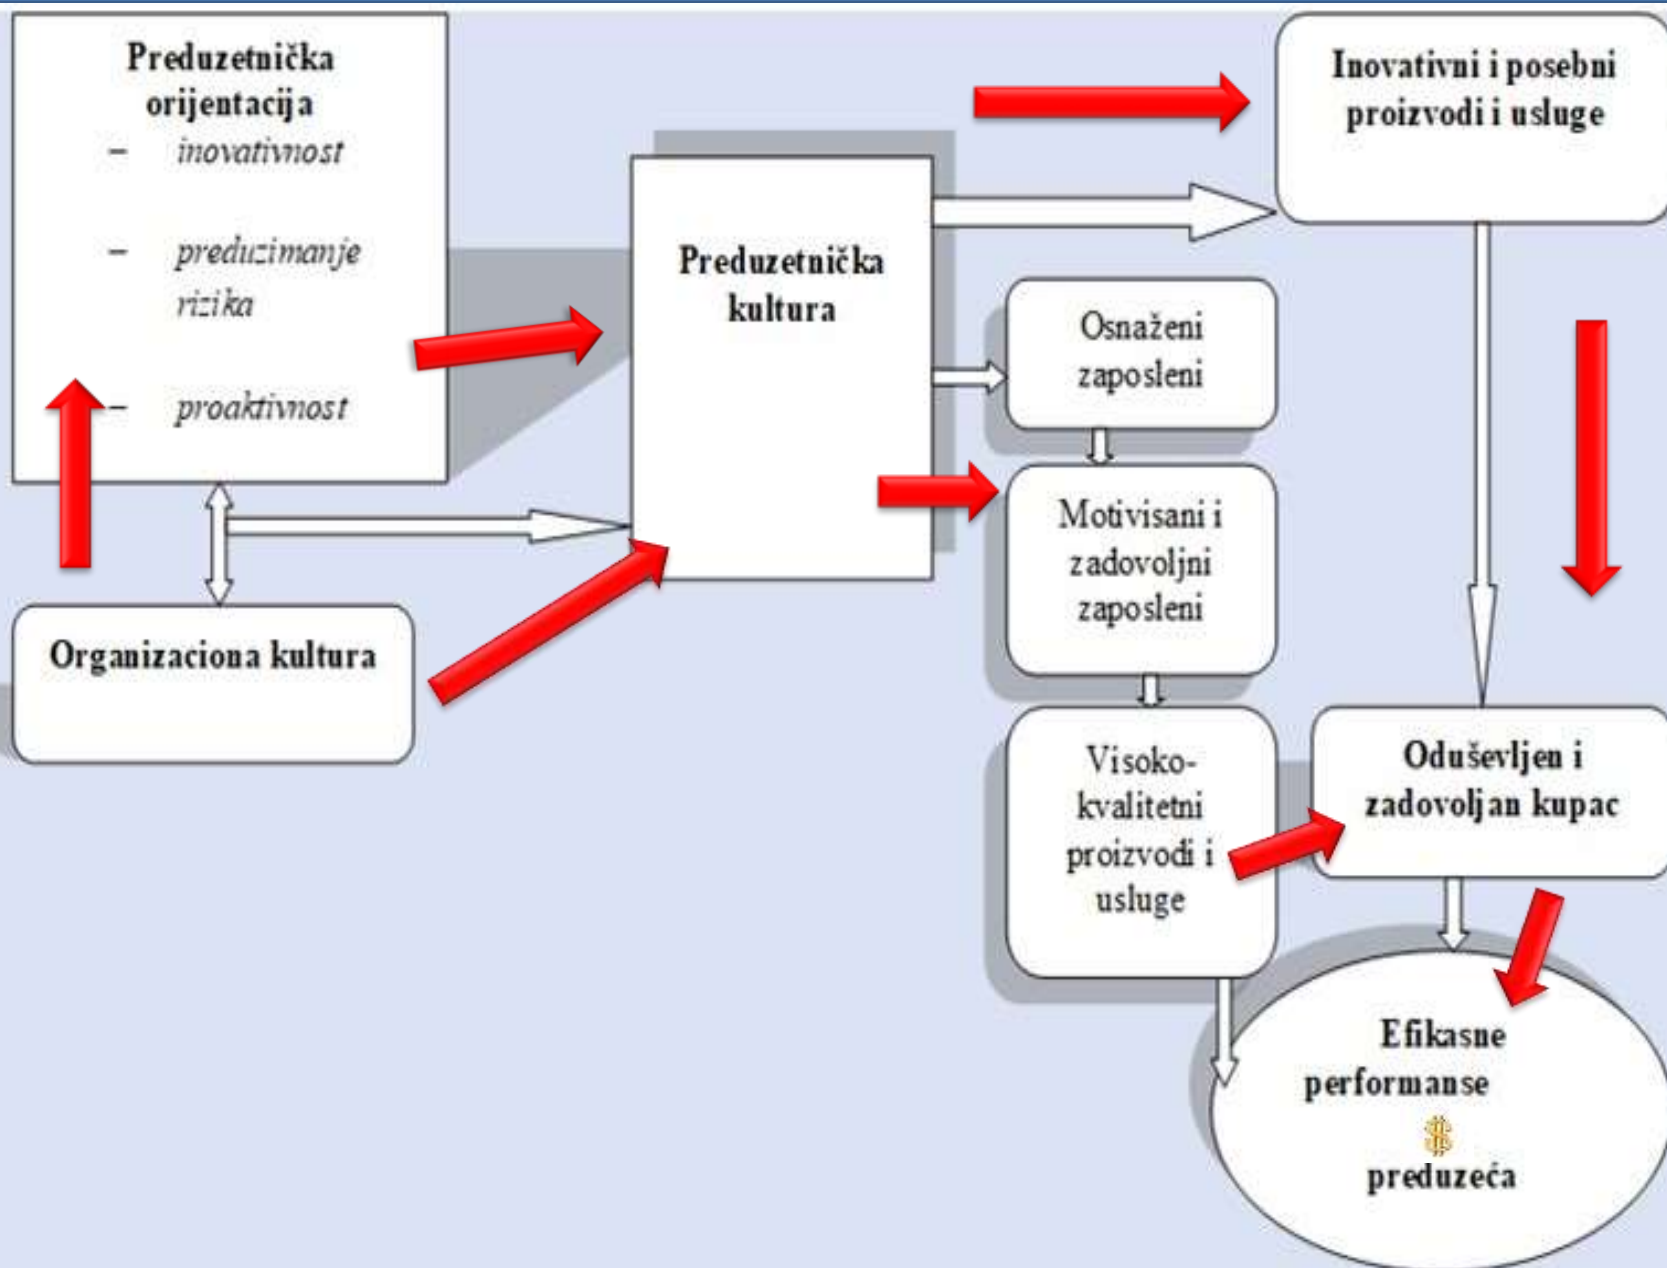 Preduzetnička
orijentacija
– inovativnost
– preduzimanje
rizika
– proaktivnost
Organizaciona kultura
Preduzetnička
kultura
Inovativni i posebni
proizvodi i usluge
Osnaženi
zaposleni
Motivisani i
zadovoljni
zaposleni
Visoko-
kvalitetni
proizvodi i
usluge
Oduševljen i
zadovoljan kupac
Efikasne
performanse
$
preduzeća